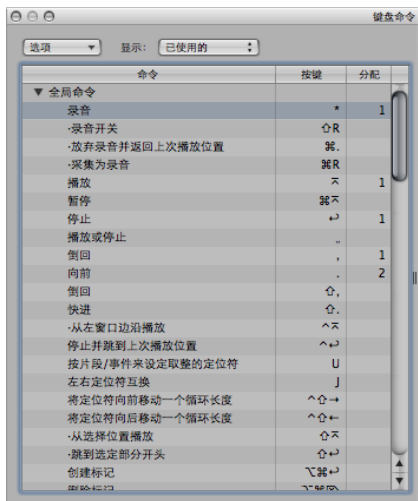 键盘命令
选项 显示: 已使用的
命令 按键 分配
全局命令
录音 * 1
·录音开关 ⇧R
·放弃录音并返回上次播放位置 ⌘.
·采集为录音 ⌘R
播放 ⌅ 1
暂停 ⌘⌅
停止 ↩ 1
播放或停止
倒回 , 1
向前 . 2
倒回 ⇧,
快进 ⇧.
·从左窗口边沿播放 ^⌅
停止并跳到上次播放位置 ^↩
按片段/事件来设定取整的定位符 U
左右定位符互换 J
将定位符向前移动一个循环长度 ^⇧→
将定位符向后移动一个循环长度 ^⇧←
·从选择位置播放 ⇧⌅
·跳到选定部分开头 ⇧↩
创建标记 ⌥⌘↩
删除标记 ⌥⌘⌦